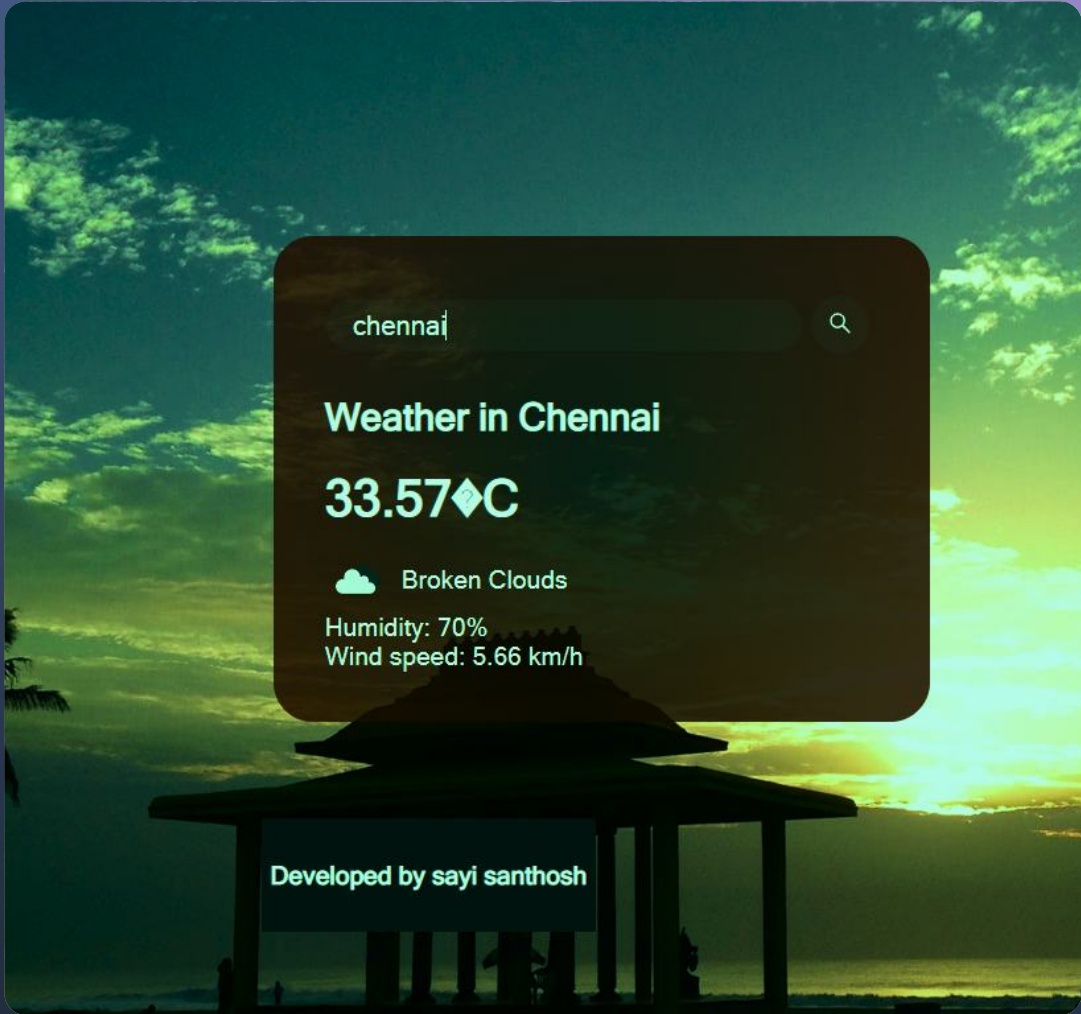 chennai
Weather in Chennai
33.57�C
Broken Clouds
Humidity: 70%
Wind speed: 5.66 km/h
Developed by sayi santhosh